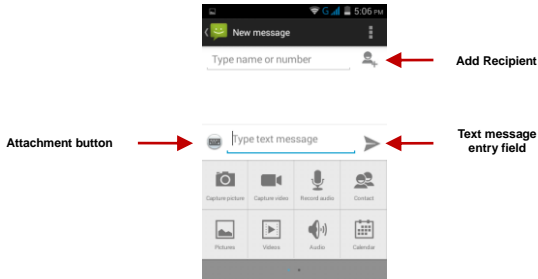 G 5:06 PM
New message
Type name or number
Add Recipient
Attachment button
Type text message
Text message
entry field
Capture picture Capture video Record audio Contact
Pictures Videos Audio Calendar